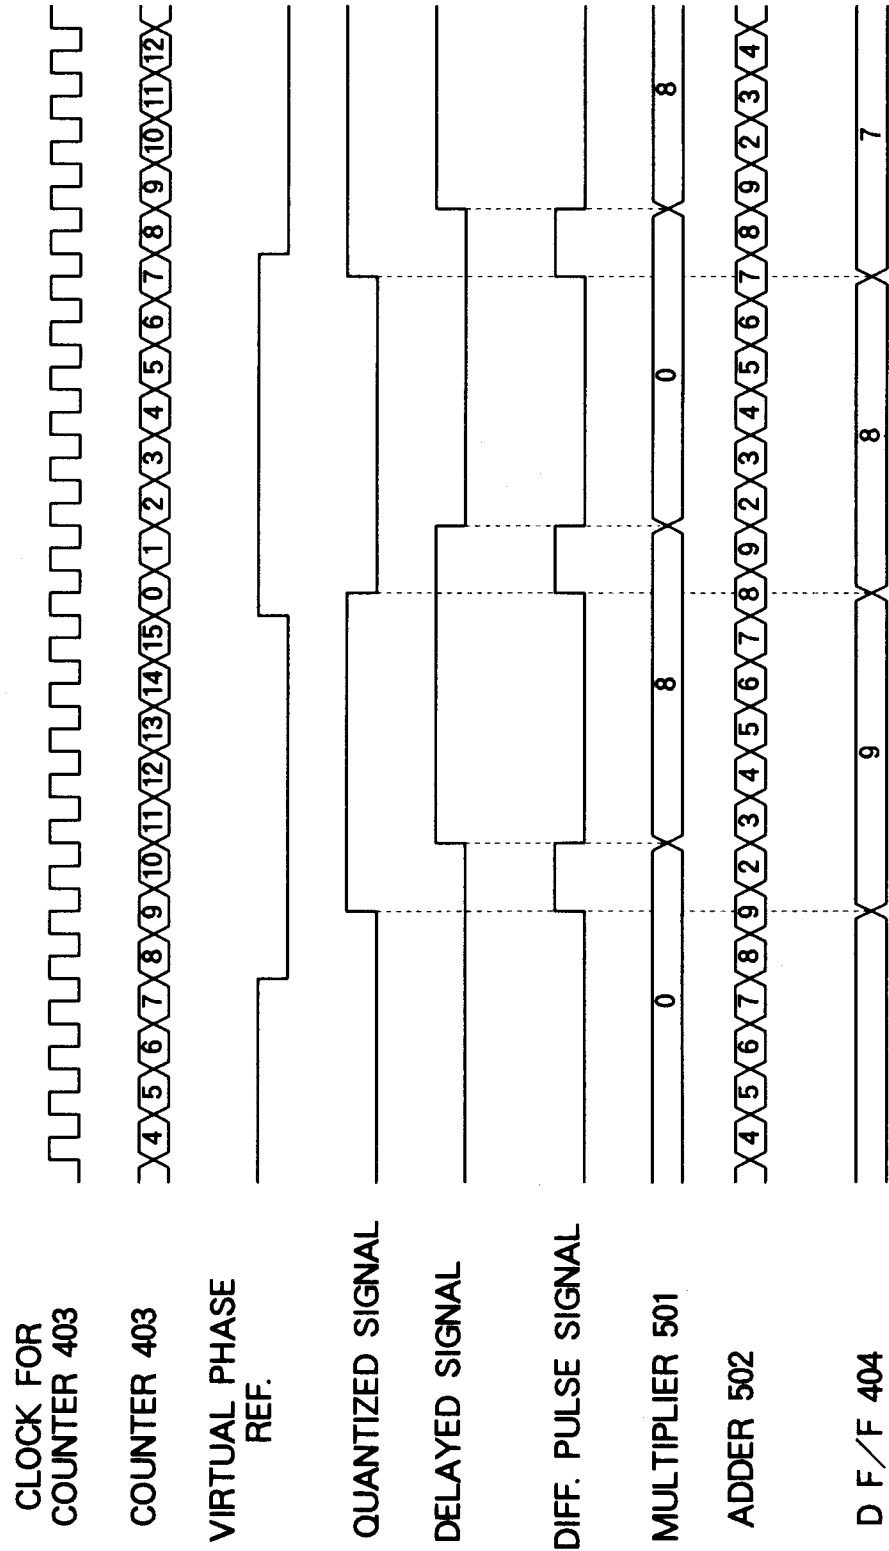 CLOCK FOR
COUNTER 403
COUNTER 403 4 5 6 7 8 9 10 11 12 13 14 15 0 1 2 3 4 5 6 7 8 9 10 11 12
VIRTUAL PHASE
REF.
QUANTIZED SIGNAL
DELAYED SIGNAL
DIFF. PULSE SIGNAL
MULTIPLIER 501 0 8 0 8
ADDER 502 4 5 6 7 8 9 2 3 4 5 6 7 8 9 2 3 4 5 6 7 8 9 2 3 4
D F/F 404 9 8 7